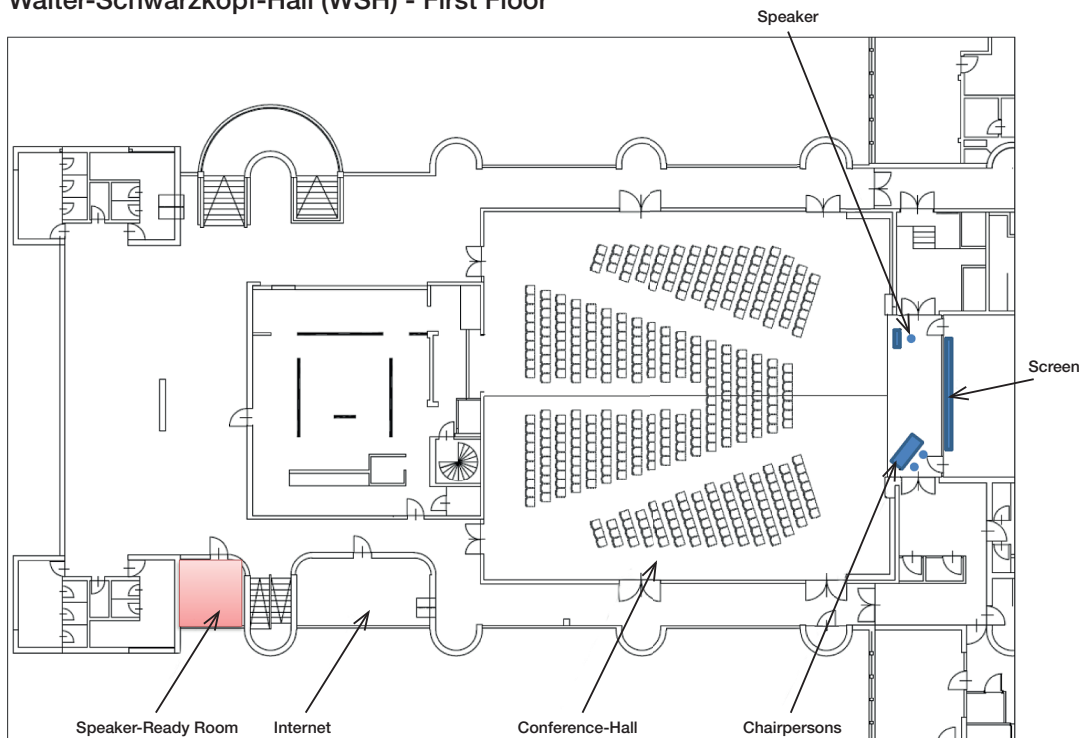 Walter-Schwarzkopf-Hall (WSH) - First Floor
Speaker
Screen
Speaker-Ready Room
Internet
Conference-Hall
Chairpersons